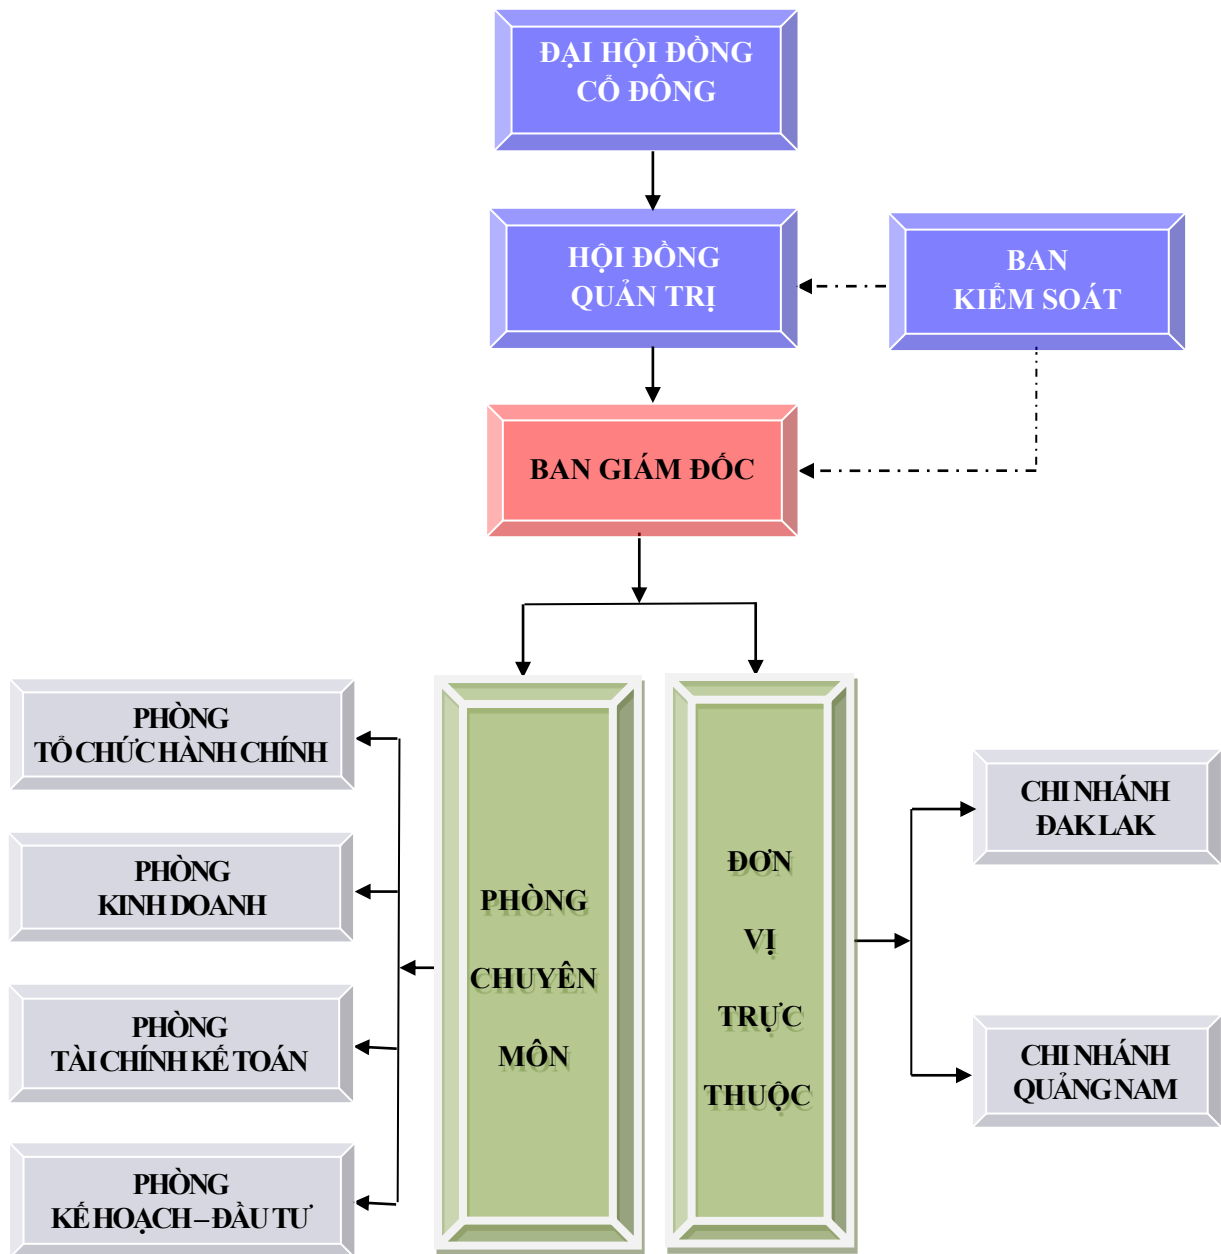 ĐẠI HỘI ĐỒNG
CỔ ĐÔNG
HỘI ĐỒNG
QUẢN TRỊ
BAN
KIỂM SOÁT
BAN GIÁM ĐỐC
PHÒNG
TỔ CHỨC HÀNH CHÍNH
PHÒNG
KINH DOANH
PHÒNG
TÀI CHÍNH KẾ TOÁN
PHÒNG
KẾ HOẠCH – ĐẦU TƯ
PHÒNG
CHUYÊN
MÔN
ĐƠN
VỊ
TRỰC
THUỘC
CHI NHÁNH
ĐAK LAK
CHI NHÁNH
QUẢNG NAM